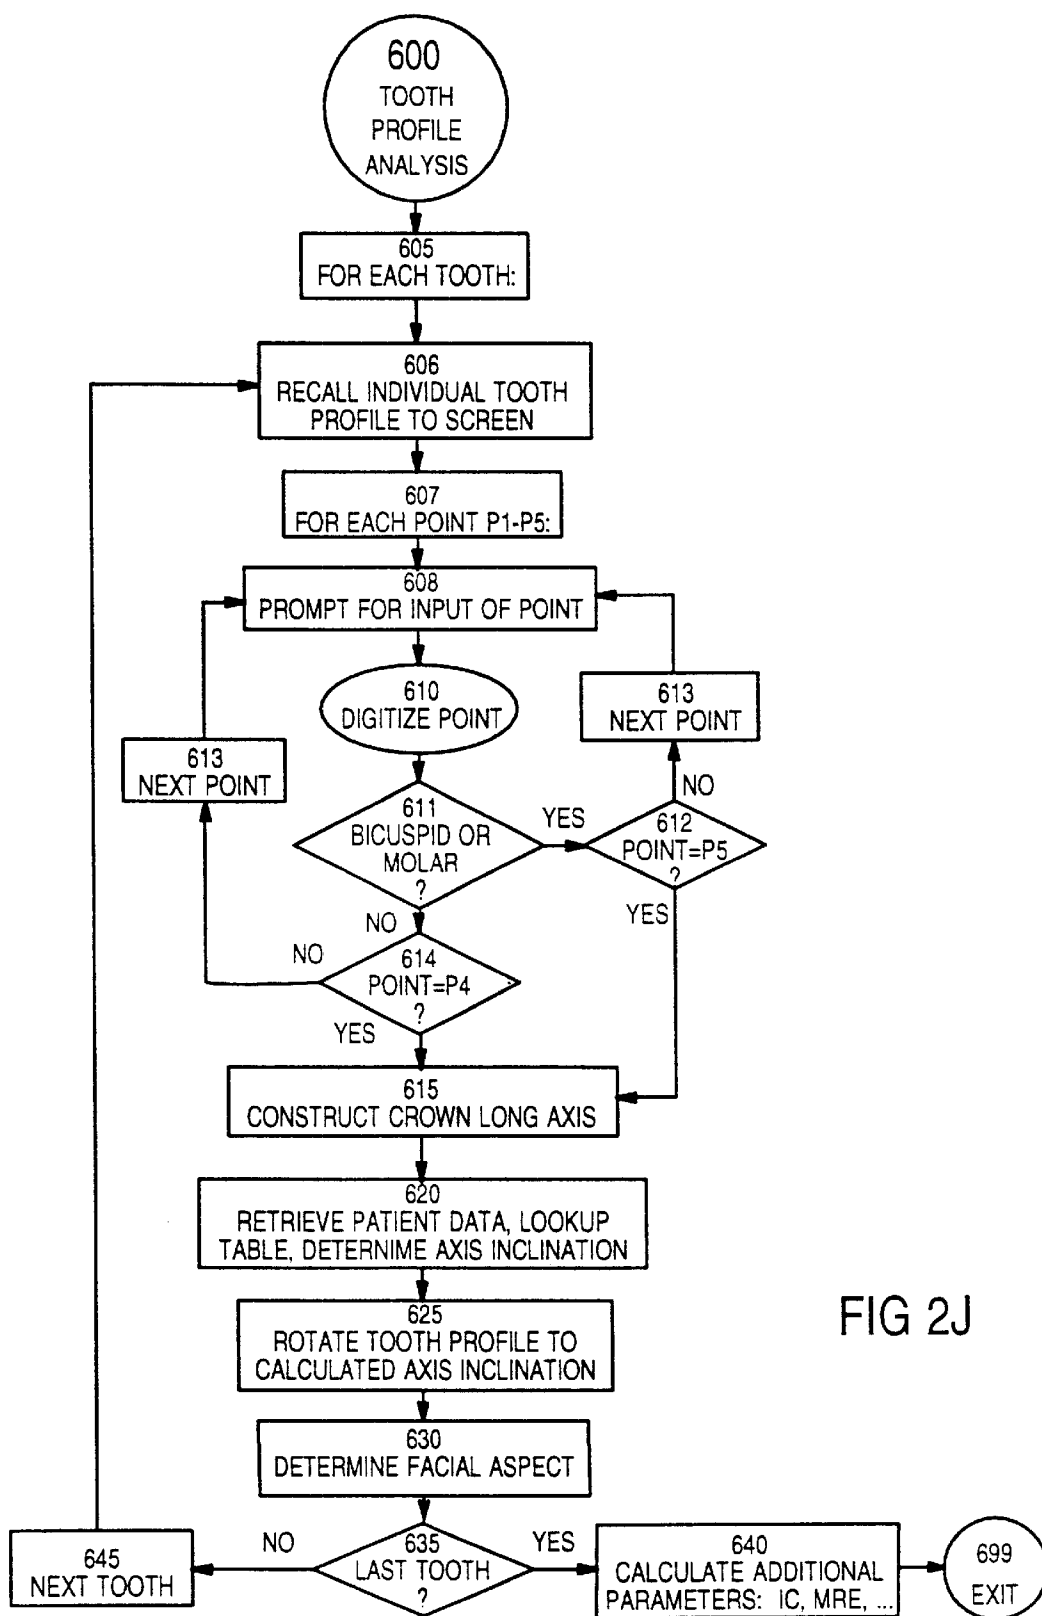 600
TOOTH
PROFILE
ANALYSIS
605
FOR EACH TOOTH:
606
RECALL INDIVIDUAL TOOTH
PROFILE TO SCREEN
607
FOR EACH POINT P1-P5:
608
PROMPT FOR INPUT OF POINT
610
DIGITIZE POINT
613
NEXT POINT
613
NEXT POINT
611
BICUSPID OR
MOLAR
?
YES
NO
612
POINT=P5
?
NO
YES
614
POINT=P4
?
NO
YES
615
CONSTRUCT CROWN LONG AXIS
620
RETRIEVE PATIENT DATA, LOOKUP
TABLE, DETERNIME AXIS INCLINATION
625
ROTATE TOOTH PROFILE TO
CALCULATED AXIS INCLINATION
FIG 2J
630
DETERMINE FACIAL ASPECT
635
LAST TOOTH
?
NO
YES
645
NEXT TOOTH
640
CALCULATE ADDITIONAL
PARAMETERS: IC, MRE, ...
699
EXIT